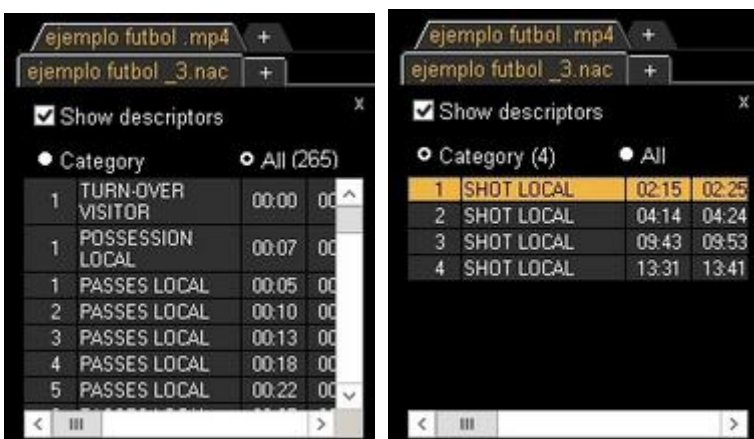 ejemplo futbol .mp4 +
ejemplo futbol _3.nac +
Show descriptors x
Category All (265)
1 TURN-OVER VISITOR 00:00
1 POSSESSION LOCAL 00:07
1 PASSES LOCAL 00:05
2 PASSES LOCAL 00:10
3 PASSES LOCAL 00:13
4 PASSES LOCAL 00:18
5 PASSES LOCAL 00:22
ejemplo futbol .mp4 +
ejemplo futbol _3.nac +
Show descriptors x
Category (4) All
1 SHOT LOCAL 02:15 02:25
2 SHOT LOCAL 04:14 04:24
3 SHOT LOCAL 09:43 09:53
4 SHOT LOCAL 13:31 13:41